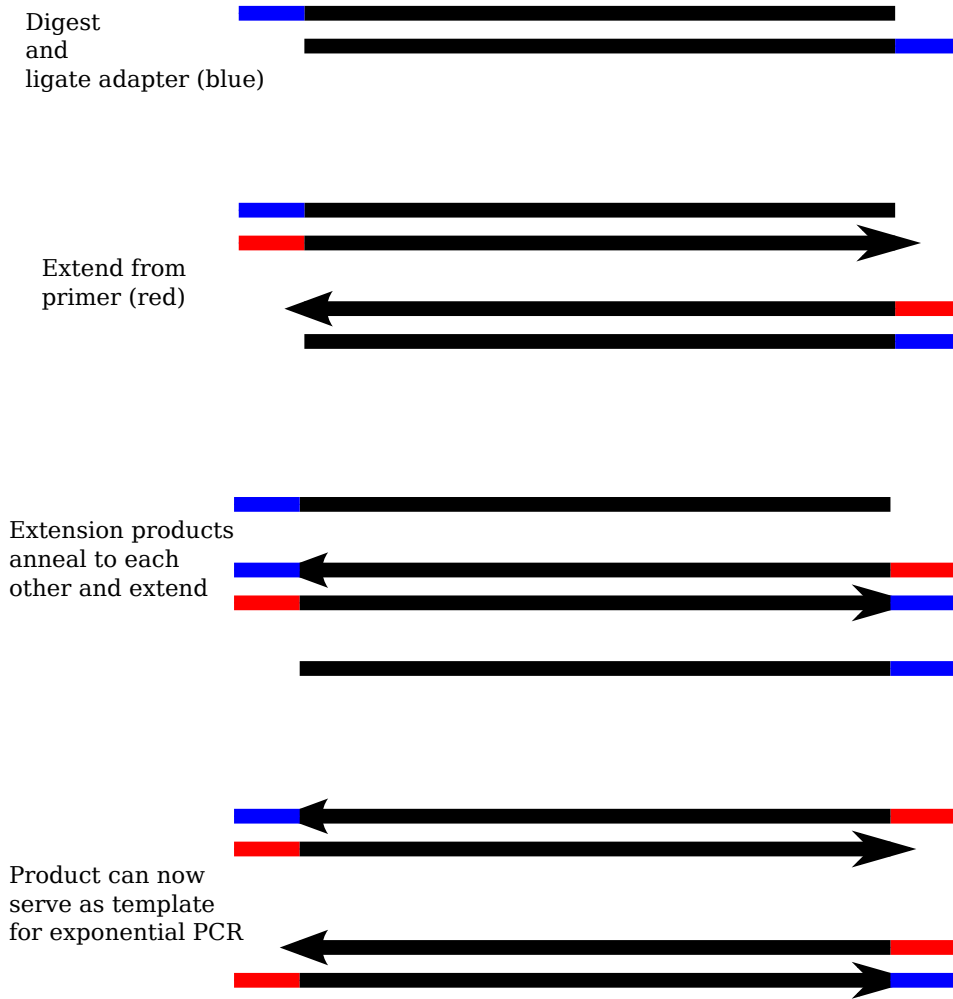 Digest
and
ligate adapter (blue)
Extend from
primer (red)
Extension products
anneal to each
other and extend
Product can now
serve as template
for exponential PCR